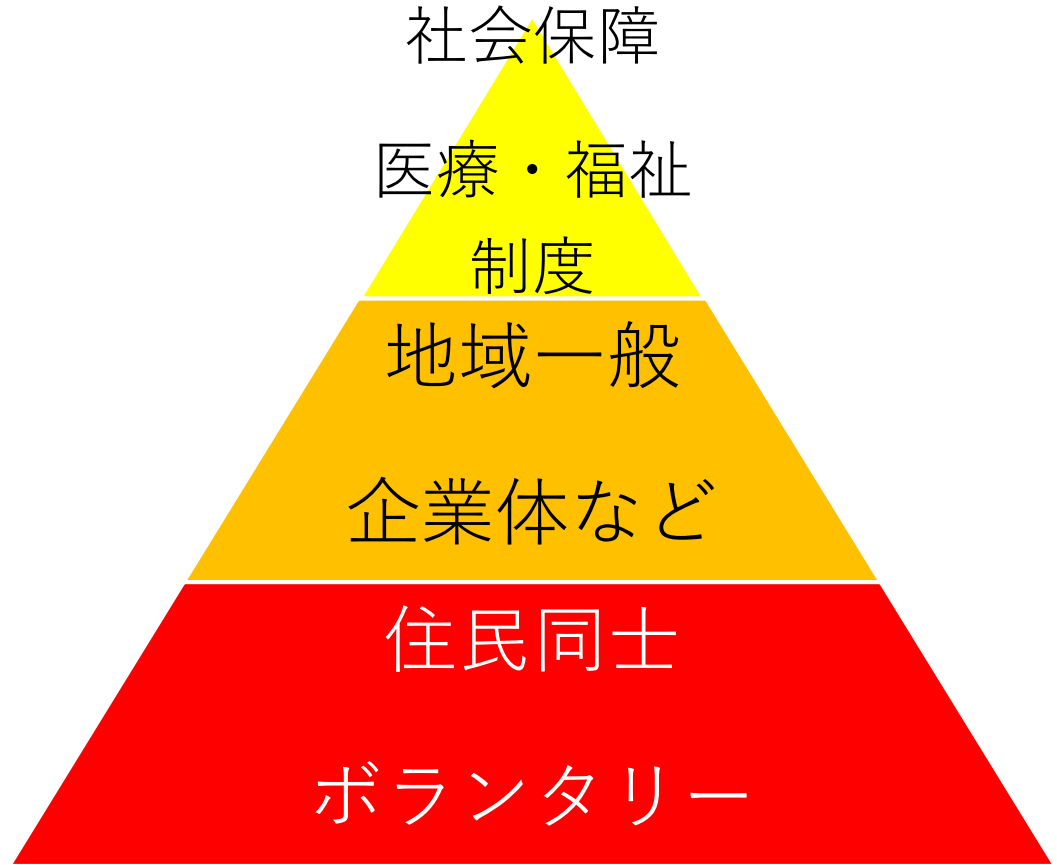 社会保障
医療・福祉
制度
地域一般
企業体など
住民同士
ボランタリー